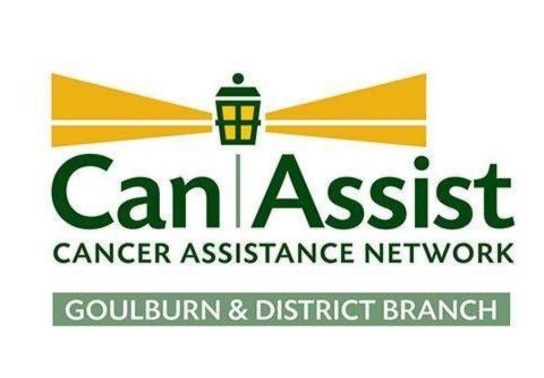 Can Assist
CANCER ASSISTANCE NETWORK
GOULBURN & DISTRICT BRANCH